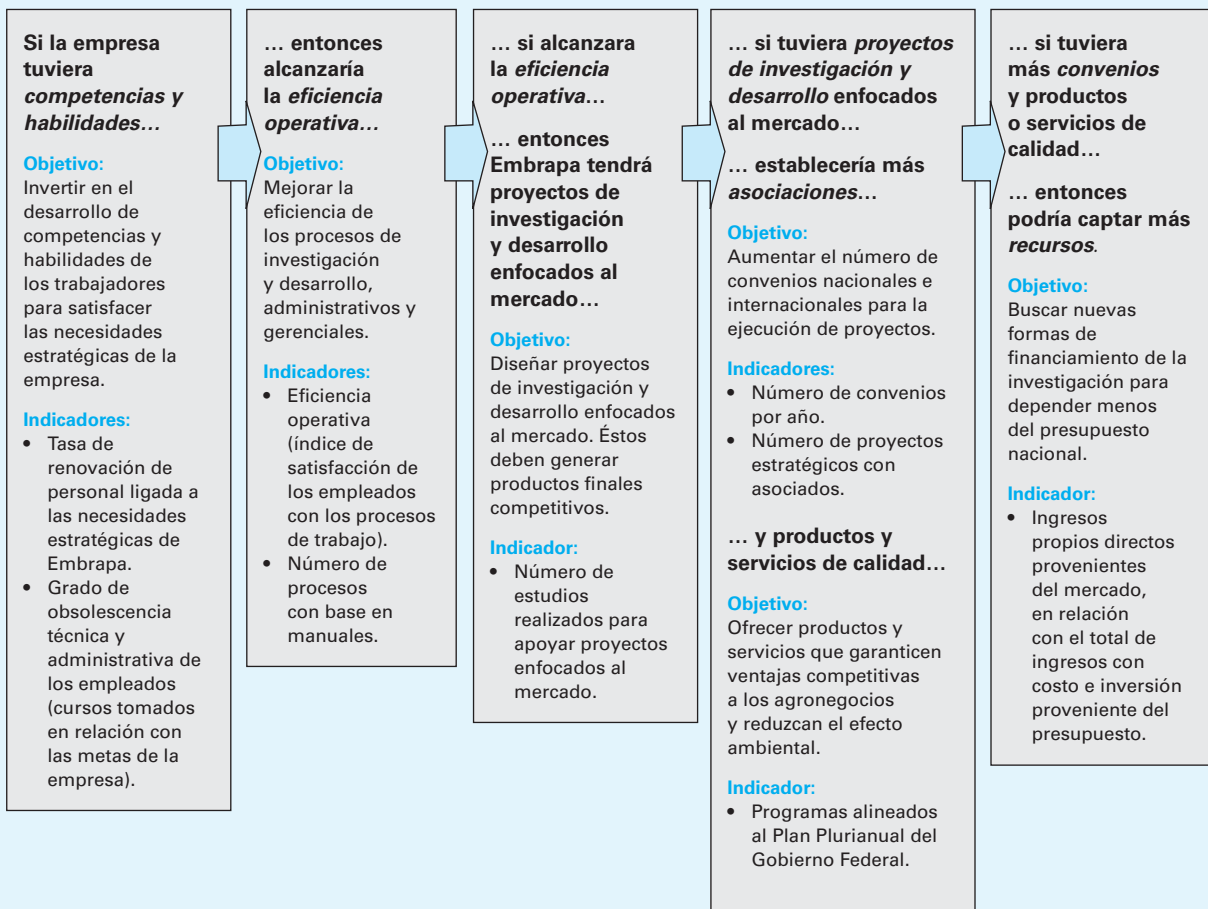 Si la empresa
tuviera
competencias y
habilidades…
Objetivo:
Invertir en el
desarrollo de
competencias y
habilidades de
los trabajadores
para satisfacer
las necesidades
estratégicas de la
empresa.
Indicadores:
• Tasa de
renovación de
personal ligada a
las necesidades
estratégicas de
Embrapa.
• Grado de
obsolescencia
técnica y
administrativa de
los empleados
(cursos tomados
en relación con
las metas de la
empresa).
… entonces
alcanzaría
la eficiencia
operativa…
Objetivo:
Mejorar la
eficiencia de
los procesos de
investigación
y desarrollo,
administrativos y
gerenciales.
Indicadores:
• Eficiencia
operativa
(índice de
satisfacción de
los empleados
con los procesos
de trabajo).
• Número de
procesos
con base en
manuales.
… si alcanzara
la eficiencia
operativa…
… entonces
Embrapa tendrá
proyectos de
investigación
y desarrollo
enfocados al
mercado…
Objetivo:
Diseñar proyectos
de investigación y
desarrollo enfocados
al mercado. Éstos
deben generar
productos finales
competitivos.
Indicador:
• Número de
estudios
realizados para
apoyar proyectos
enfocados al
mercado.
… si tuviera proyectos
de investigación y
desarrollo enfocados
al mercado…
… establecería más
asociaciones…
Objetivo:
Aumentar el número de
convenios nacionales e
internacionales para la
ejecución de proyectos.
Indicadores:
• Número de convenios
por año.
• Número de proyectos
estratégicos con
asociados.
… y productos y
servicios de calidad…
Objetivo:
Ofrecer productos y
servicios que garanticen
ventajas competitivas
a los agronegocios
y reduzcan el efecto
ambiental.
Indicador:
• Programas alineados
al Plan Plurianual del
Gobierno Federal.
… si tuviera
más convenios
y productos
o servicios de
calidad…
… entonces
podría captar más
recursos.
Objetivo:
Buscar nuevas
formas de
financiamiento de la
investigación para
depender menos
del presupuesto
nacional.
Indicador:
• Ingresos
propios directos
provenientes
del mercado,
en relación
con el total de
ingresos con
costo e inversión
proveniente del
presupuesto.